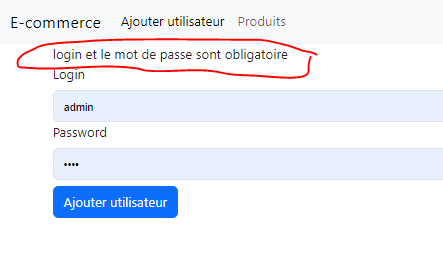 E-commerce Ajouter utilisateur Produits
login et le mot de passe sont obligatoire
Login
admin
Password
••••
Ajouter utilisateur